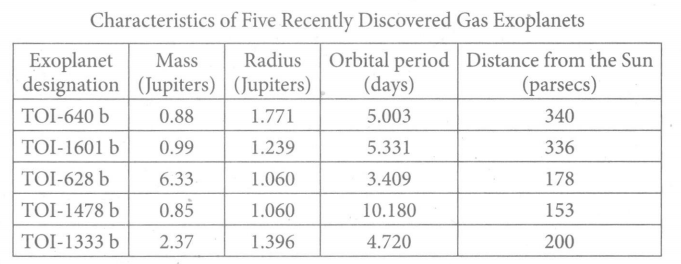 Characteristics of Five Recently Discovered Gas Exoplanets
Exoplanet designation Mass (Jupiters) Radius (Jupiters) Orbital period (days) Distance from the Sun (parsecs)
TOI-640 b 0.88 1.771 5.003 340
TOI-1601 b 0.99 1.239 5.331 336
TOI-628 b 6.33 1.060 3.409 178
TOI-1478 b 0.85 1.060 10.180 153
TOI-1333 b 2.37 1.396 4.720 200